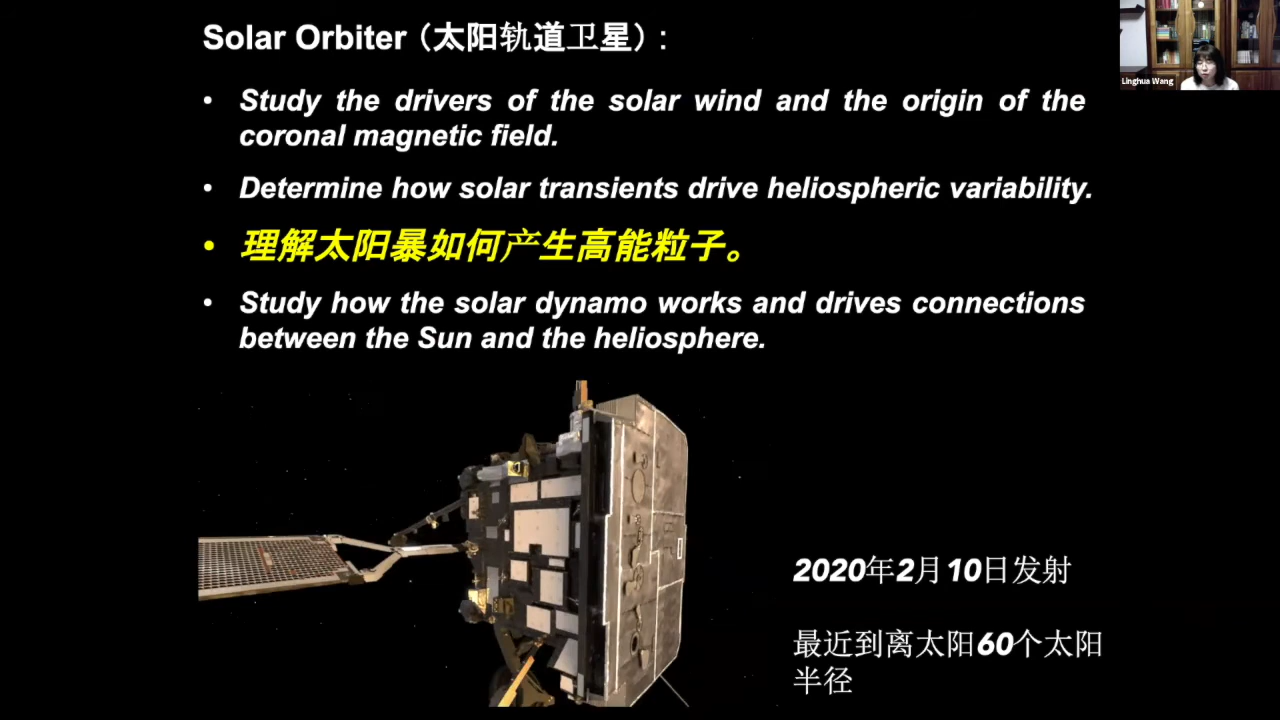 Solar Orbiter（太阳轨道卫星）:
Linghua Wang
• Study the drivers of the solar wind and the origin of the
coronal magnetic field.
• Determine how solar transients drive heliospheric variability.
• 理解太阳暴如何产生高能粒子。
• Study how the solar dynamo works and drives connections
between the Sun and the heliosphere.
2020年2月10日发射
最近到离太阳60个太阳
半径